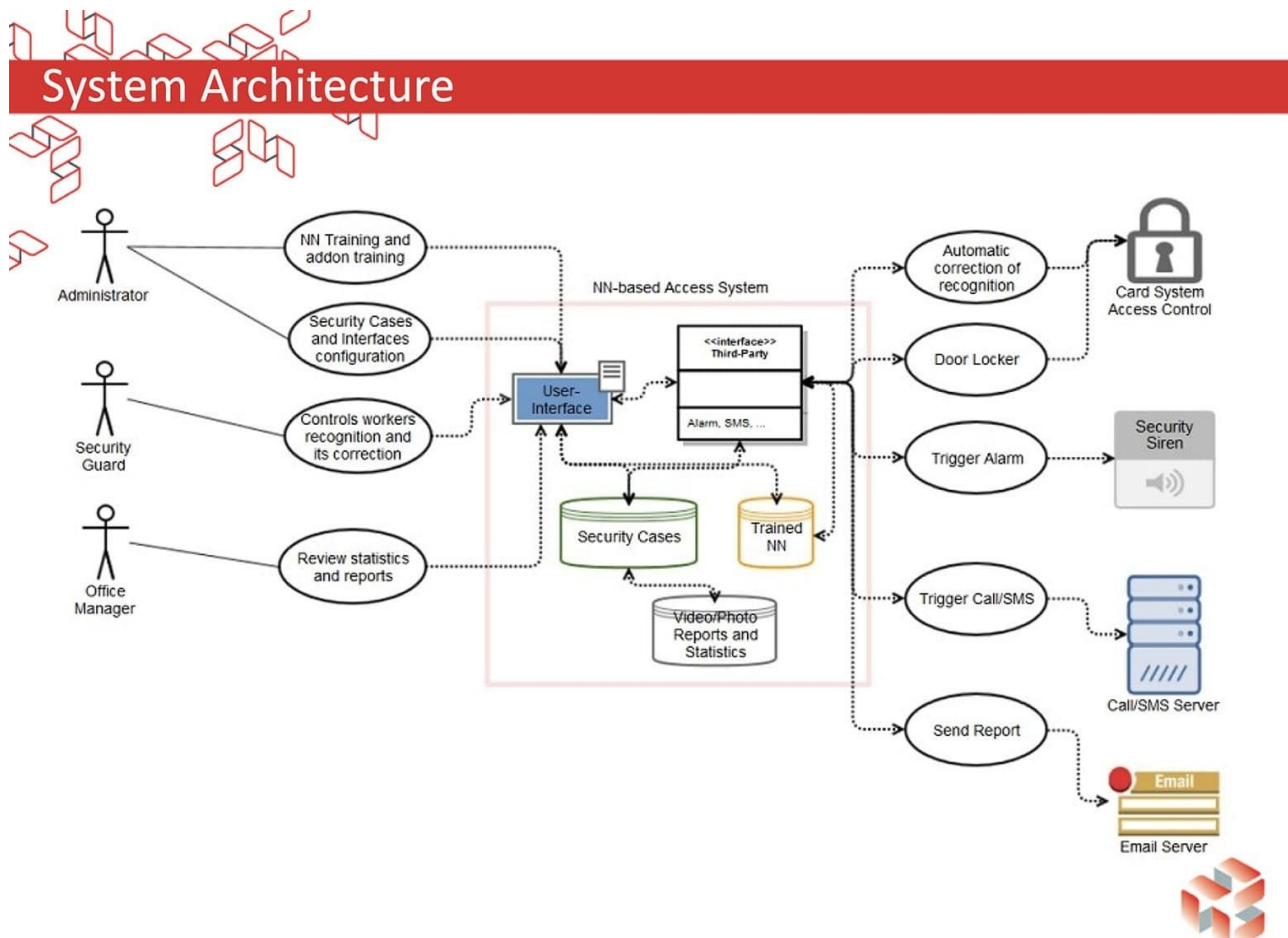 System Architecture
Administrator
Security
Guard
Office
Manager
NN Training and
addon training
Security Cases
and Interfaces
configuration
Controls workers
recognition and
its correction
Review statistics
and reports
NN-based Access System
User-
Interface
<<interface>>
Third-Party
Alarm, SMS, ...
Security Cases
Trained
NN
Video/Photo
Reports and
Statistics
Automatic
correction of
recognition
Door Locker
Trigger Alarm
Trigger Call/SMS
Send Report
Card System
Access Control
Security
Siren
Call/SMS Server
Email
Email Server